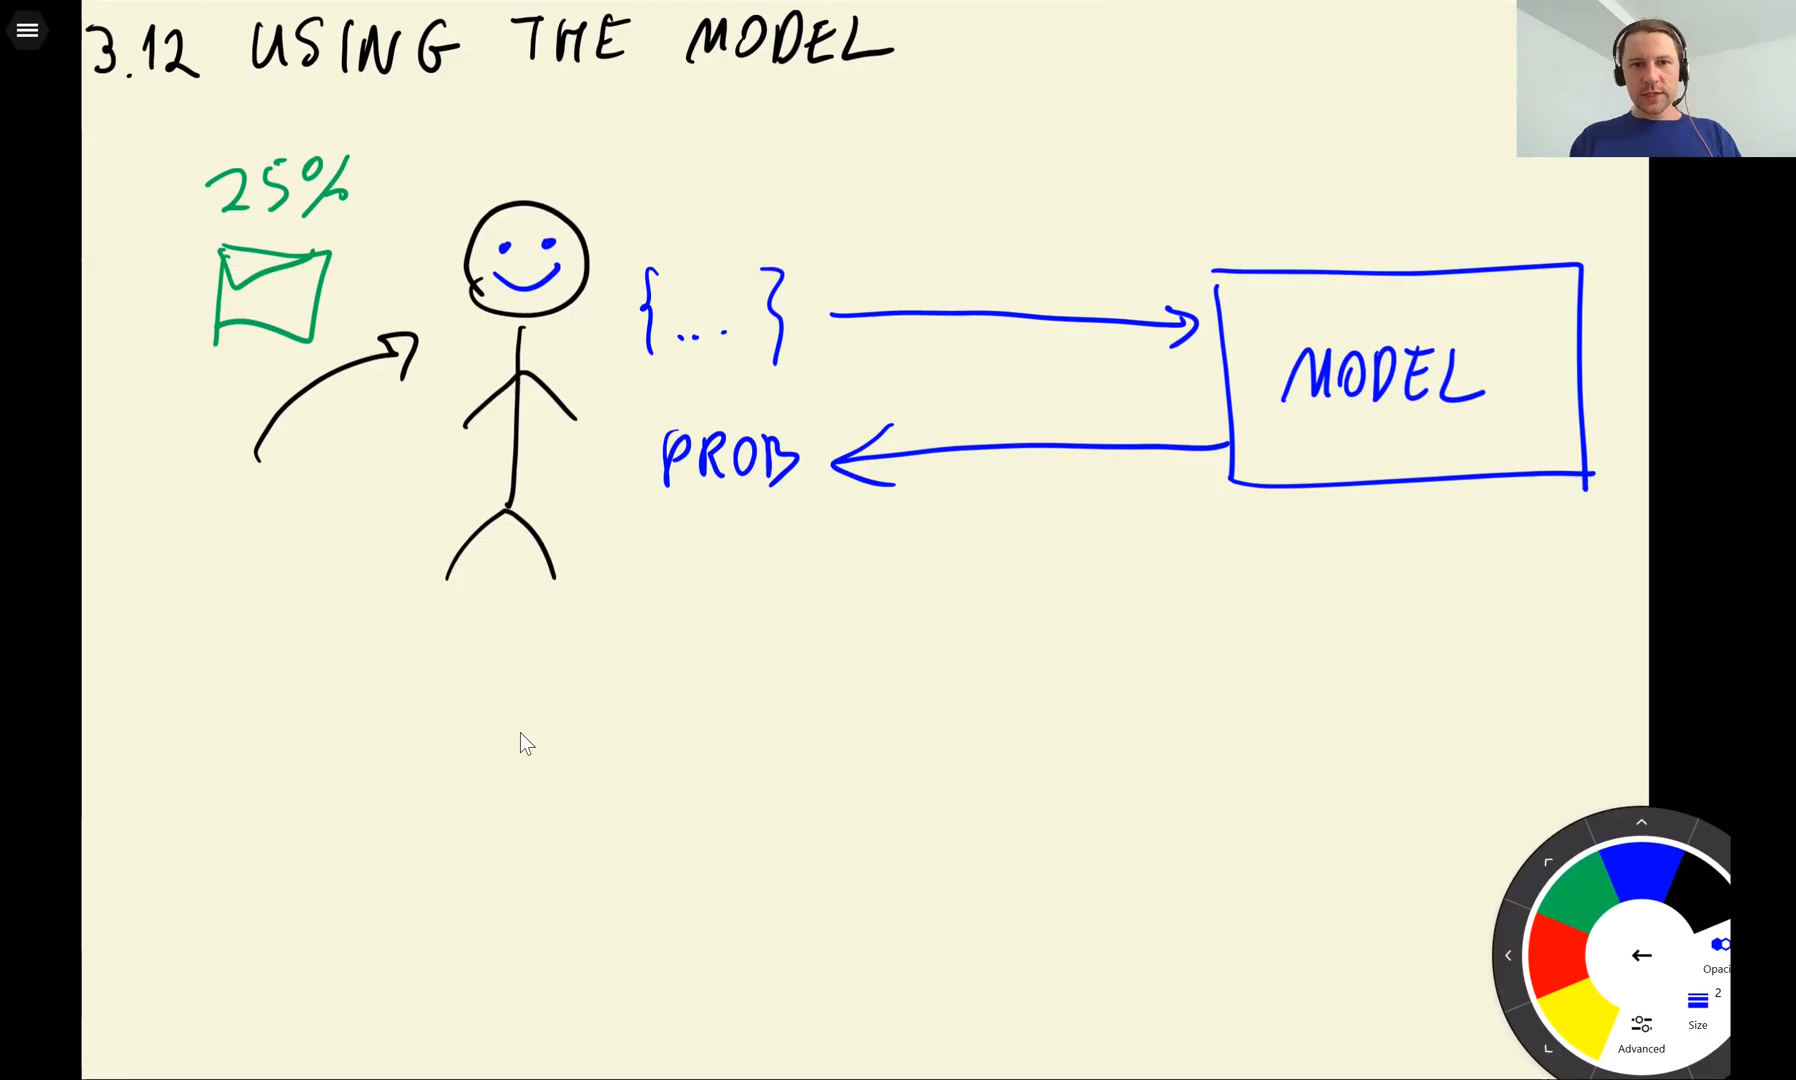 3.12 USING THE MODEL
25%
{... }
MODEL
PROB
Opaci
2
Size
Advanced